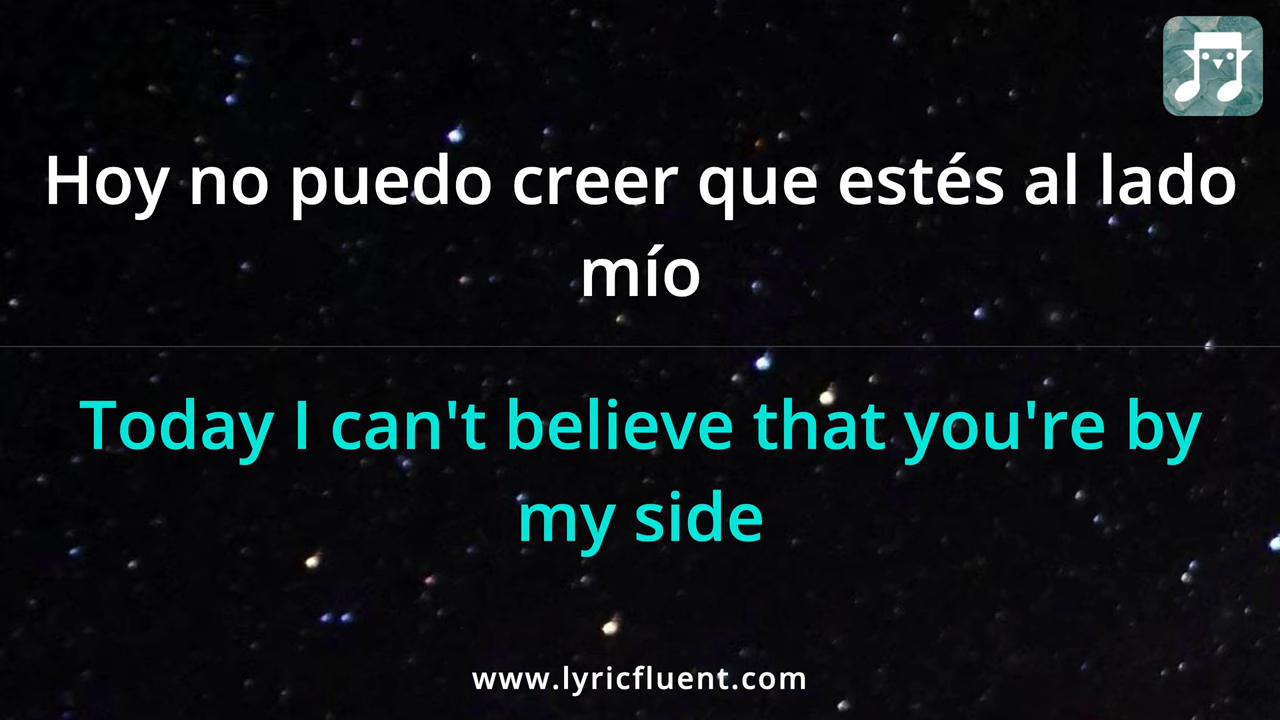 Hoy no puedo creer que estés al lado
mío
Today I can't believe that you're by
my side
www.lyricfluent.com